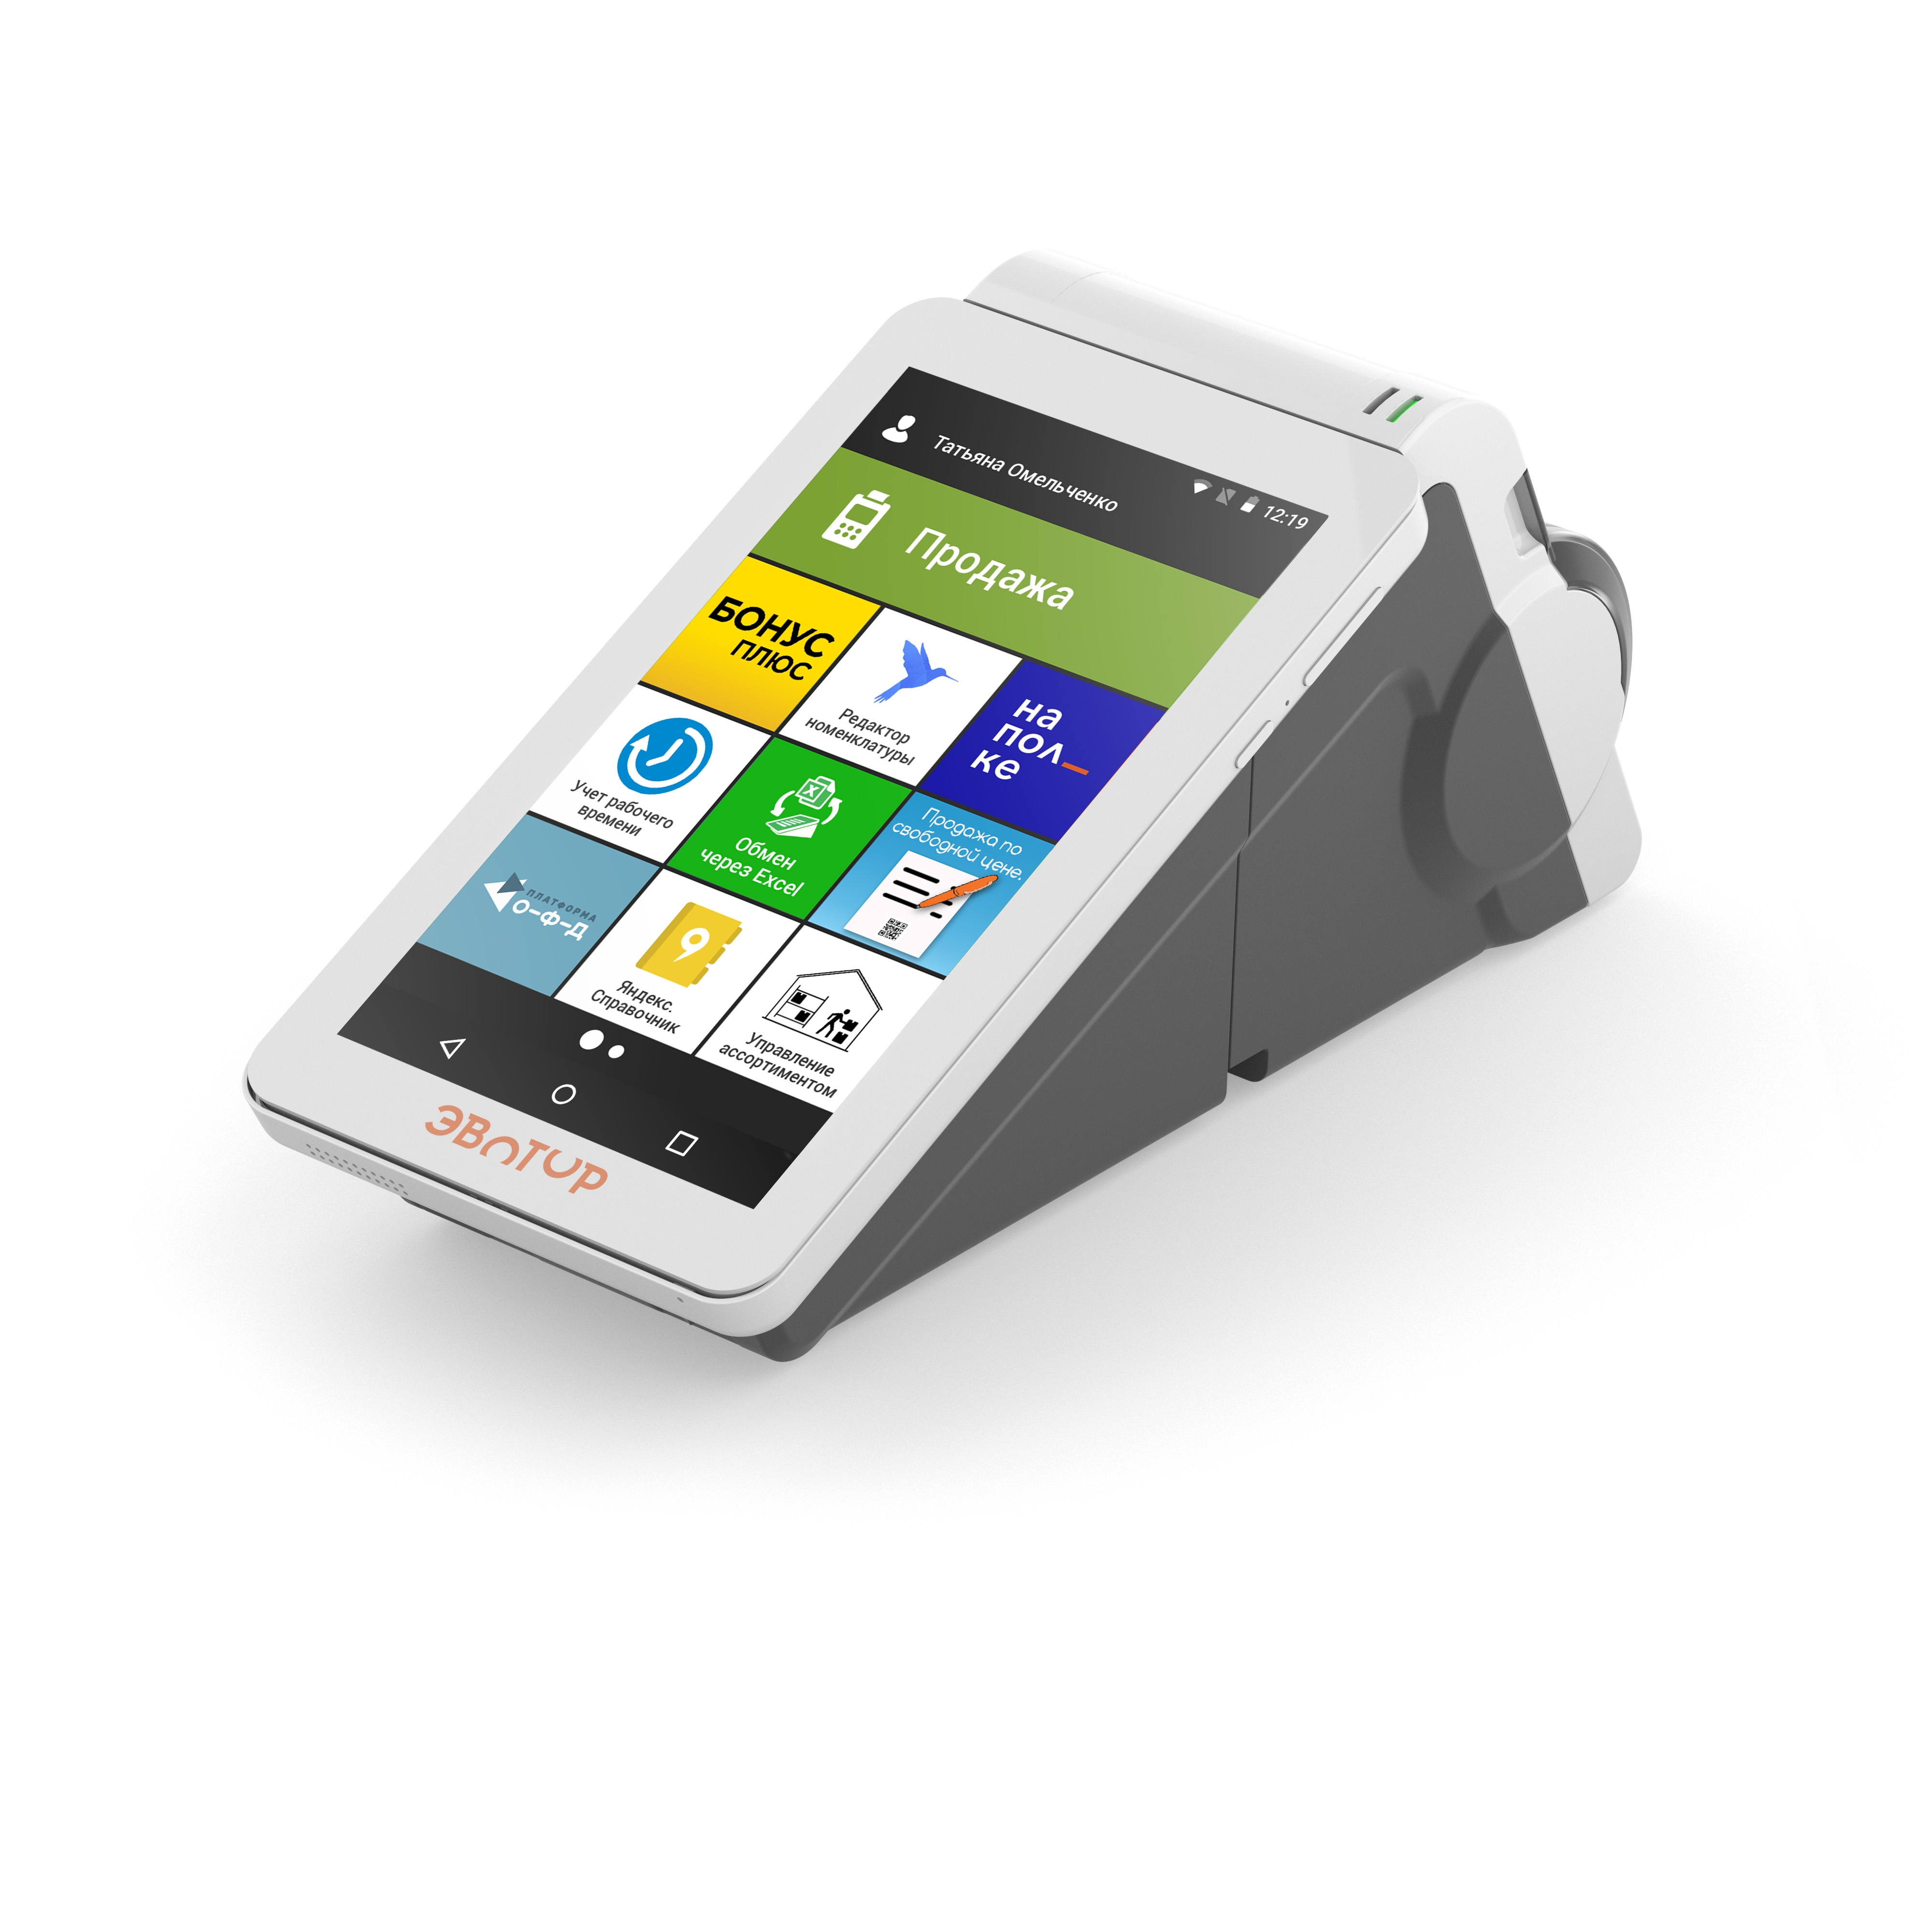 Татьяна Омельченко
12:19
Продажа
БОНУС
ПЛЮС
Редактор
номенклатуры
на
пол_
ке
Учет рабочего
времени
Обмен
через Excel
Продажа по
свободной цене.
ПЛАТФОРМА
О-Ф-Д
Яндекс.
Справочник
Управление
ассортиментом
ЭВОТОР